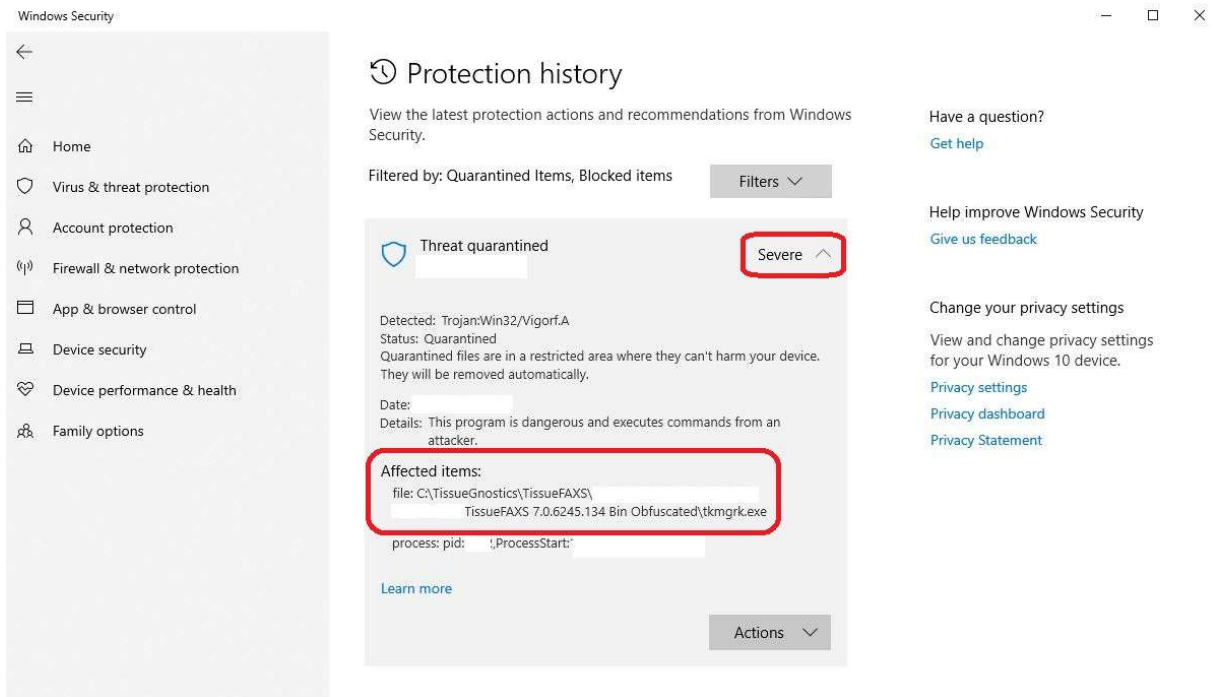 Windows Security
Home
Virus & threat protection
Account protection
Firewall & network protection
App & browser control
Device security
Device performance & health
Family options
Protection history
View the latest protection actions and recommendations from Windows
Security.
Filtered by: Quarantined Items, Blocked items
Filters
Threat quarantined
Severe
Detected: Trojan:Win32/Vigorf.A
Status: Quarantined
Quarantined files are in a restricted area where they can't harm your device.
They will be removed automatically.
Date:
Details: This program is dangerous and executes commands from an
attacker.
Affected items:
file: C:\TissueGnostics\TissueFAXS\
TissueFAXS 7.0.6245.134 Bin Obfuscated\tkmgrk.exe
process: pid: ,ProcessStart:
Learn more
Actions
Have a question?
Get help
Help improve Windows Security
Give us feedback
Change your privacy settings
View and change privacy settings
for your Windows 10 device.
Privacy settings
Privacy dashboard
Privacy Statement